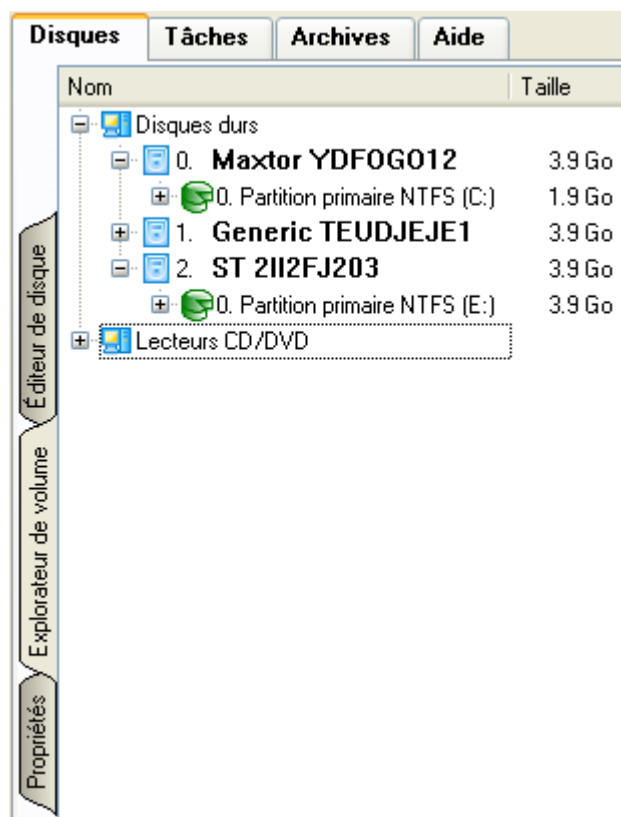 Disques Tâches Archives Aide
Nom Taille
Disques durs
0. Maxtor YDFOGO12 3.9 Go
0. Partition primaire NTFS (C:) 1.9 Go
1. Generic TEUDJEJE1 3.9 Go
2. ST 2II2FJ203 3.9 Go
0. Partition primaire NTFS (E:) 3.9 Go
Lecteurs CD/DVD
Éditeur de disque
Explorateur de volume
Propriétés